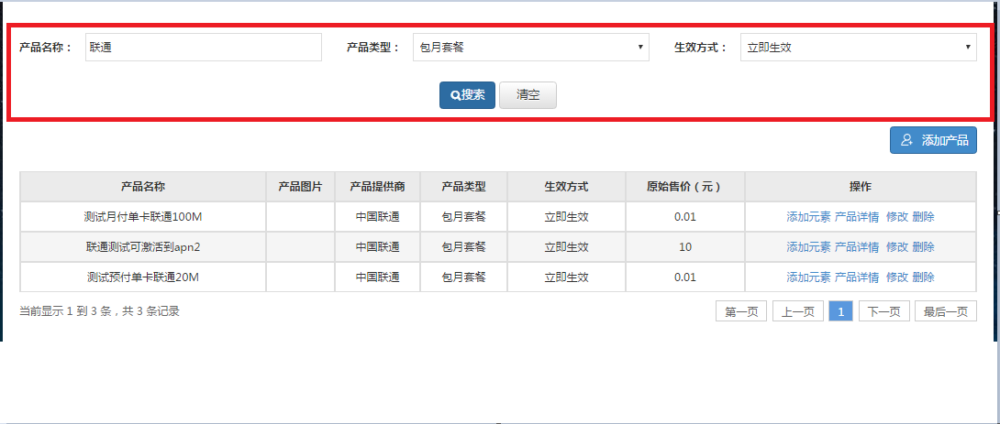 产品名称： 联通 产品类型： 包月套餐 生效方式： 立即生效
搜索 清空
添加产品
产品名称 产品图片 产品提供商 产品类型 生效方式 原始售价（元） 操作
测试月付单卡联通100M 中国联通 包月套餐 立即生效 0.01 添加元素 产品详情 修改 删除
联通测试可激活到apn2 中国联通 包月套餐 立即生效 10 添加元素 产品详情 修改 删除
测试预付单卡联通20M 中国联通 包月套餐 立即生效 0.01 添加元素 产品详情 修改 删除
当前显示 1 到 3 条，共 3 条记录 第一页 上一页 1 下一页 最后一页